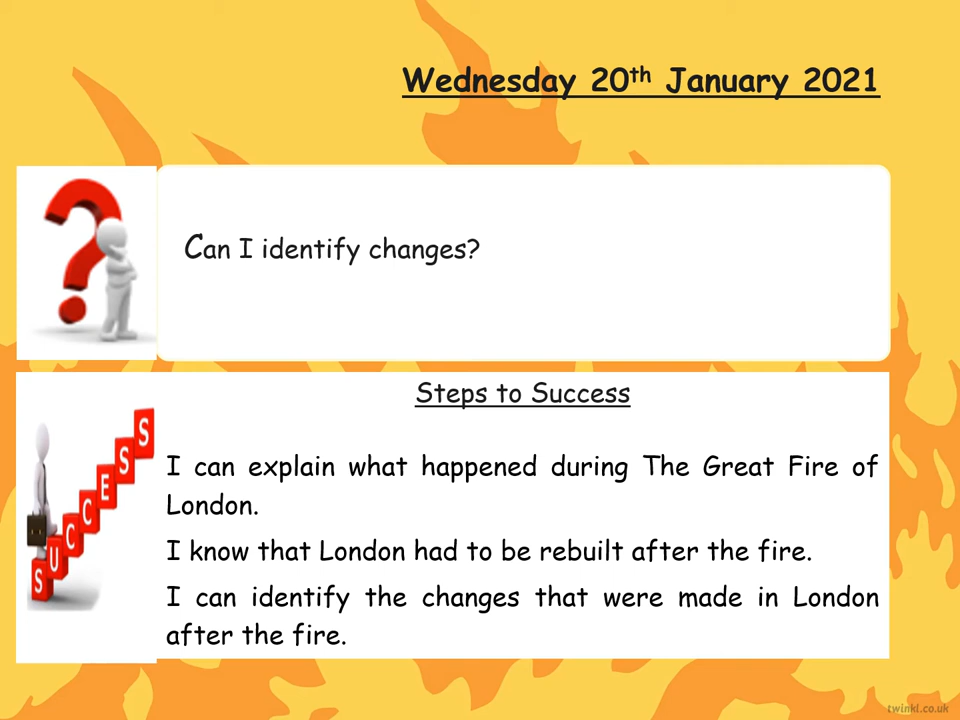 Wednesday 20th January 2021
Can I identify changes?
Steps to Success
I can explain what happened during The Great Fire of
London.
I know that London had to be rebuilt after the fire.
I can identify the changes that were made in London
after the fire.
S
U
C
C
E
S
S
twinkl.co.uk